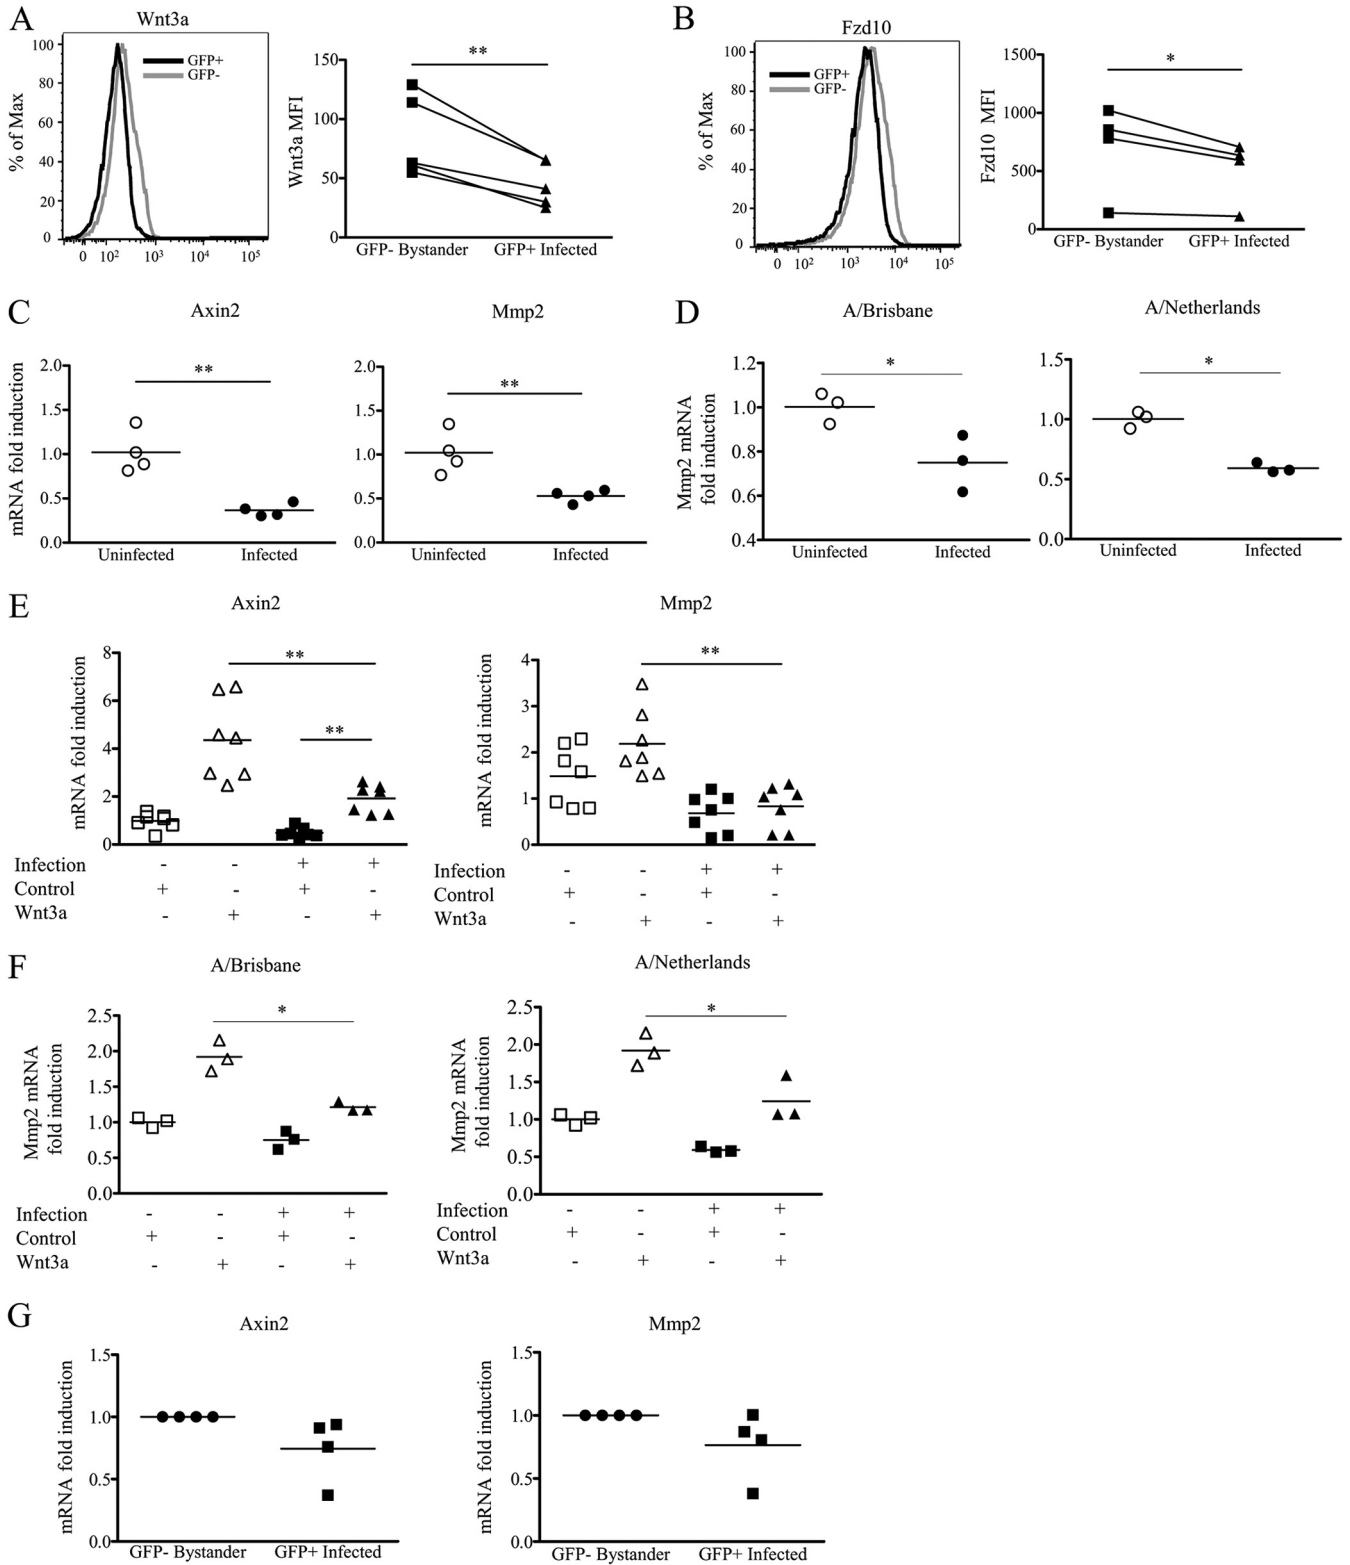 A
Wnt3a
GFP+
GFP-
% of Max
100
80
60
40
20
0
0 10² 10³ 10⁴ 10⁵
**
Wnt3a MFI
150
100
50
0
GFP- Bystander GFP+ Infected
B
Fzd10
GFP+
GFP-
% of Max
100
80
60
40
20
0
0 10² 10³ 10⁴ 10⁵
*
Fzd10 MFI
1500
1000
500
0
GFP- Bystander GFP+ Infected
C
Axin2
**
mRNA fold induction
2.0
1.5
1.0
0.5
0.0
Uninfected Infected
Mmp2
**
2.0
1.5
1.0
0.5
0.0
Uninfected Infected
D
A/Brisbane
*
Mmp2 mRNA
fold induction
1.2
1.0
0.8
0.6
0.4
Uninfected Infected
A/Netherlands
*
1.5
1.0
0.5
0.0
Uninfected Infected
E
Axin2
**
**
mRNA fold induction
8
6
4
2
0
Infection - - + +
Control + - + -
Wnt3a - + - +
Mmp2
**
mRNA fold induction
4
3
2
1
0
Infection - - + +
Control + - + -
Wnt3a - + - +
F
A/Brisbane
*
Mmp2 mRNA
fold induction
2.5
2.0
1.5
1.0
0.5
0.0
Infection - - + +
Control + - + -
Wnt3a - + - +
A/Netherlands
*
Mmp2 mRNA
fold induction
2.5
2.0
1.5
1.0
0.5
0.0
Infection - - + +
Control + - + -
Wnt3a - + - +
G
Axin2
mRNA fold induction
1.5
1.0
0.5
0.0
GFP- Bystander GFP+ Infected
Mmp2
mRNA fold induction
1.5
1.0
0.5
0.0
GFP- Bystander GFP+ Infected